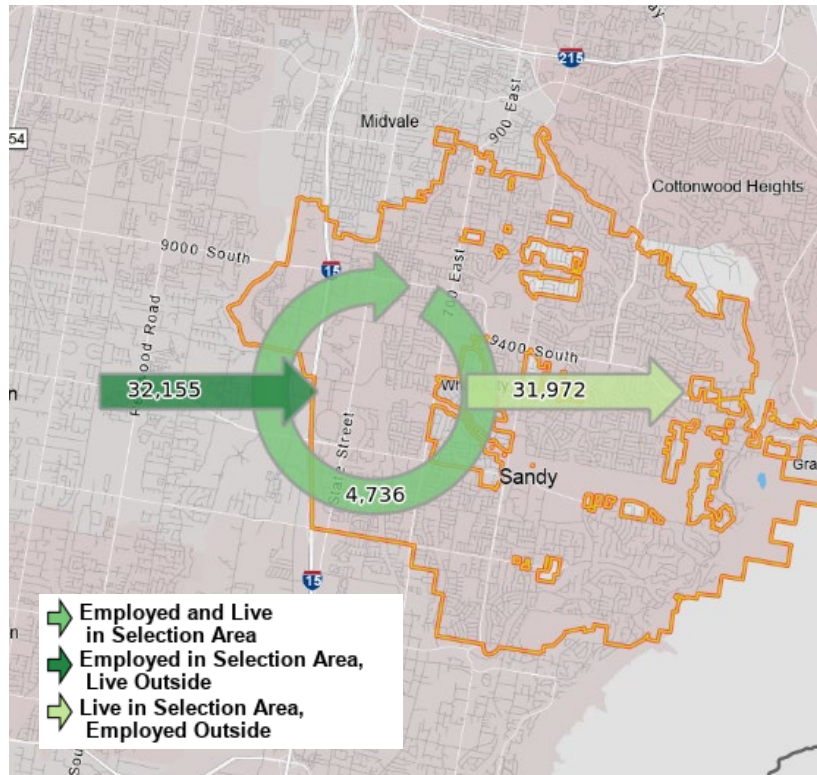 215
Midvale
900 East
54
Cottonwood Heights
9000 South
15
700 East
9400 South
32,155
31,972
State Street
Sandy
4,736
15
Employed and Live
in Selection Area
Employed in Selection Area,
Live Outside
Live in Selection Area,
Employed Outside